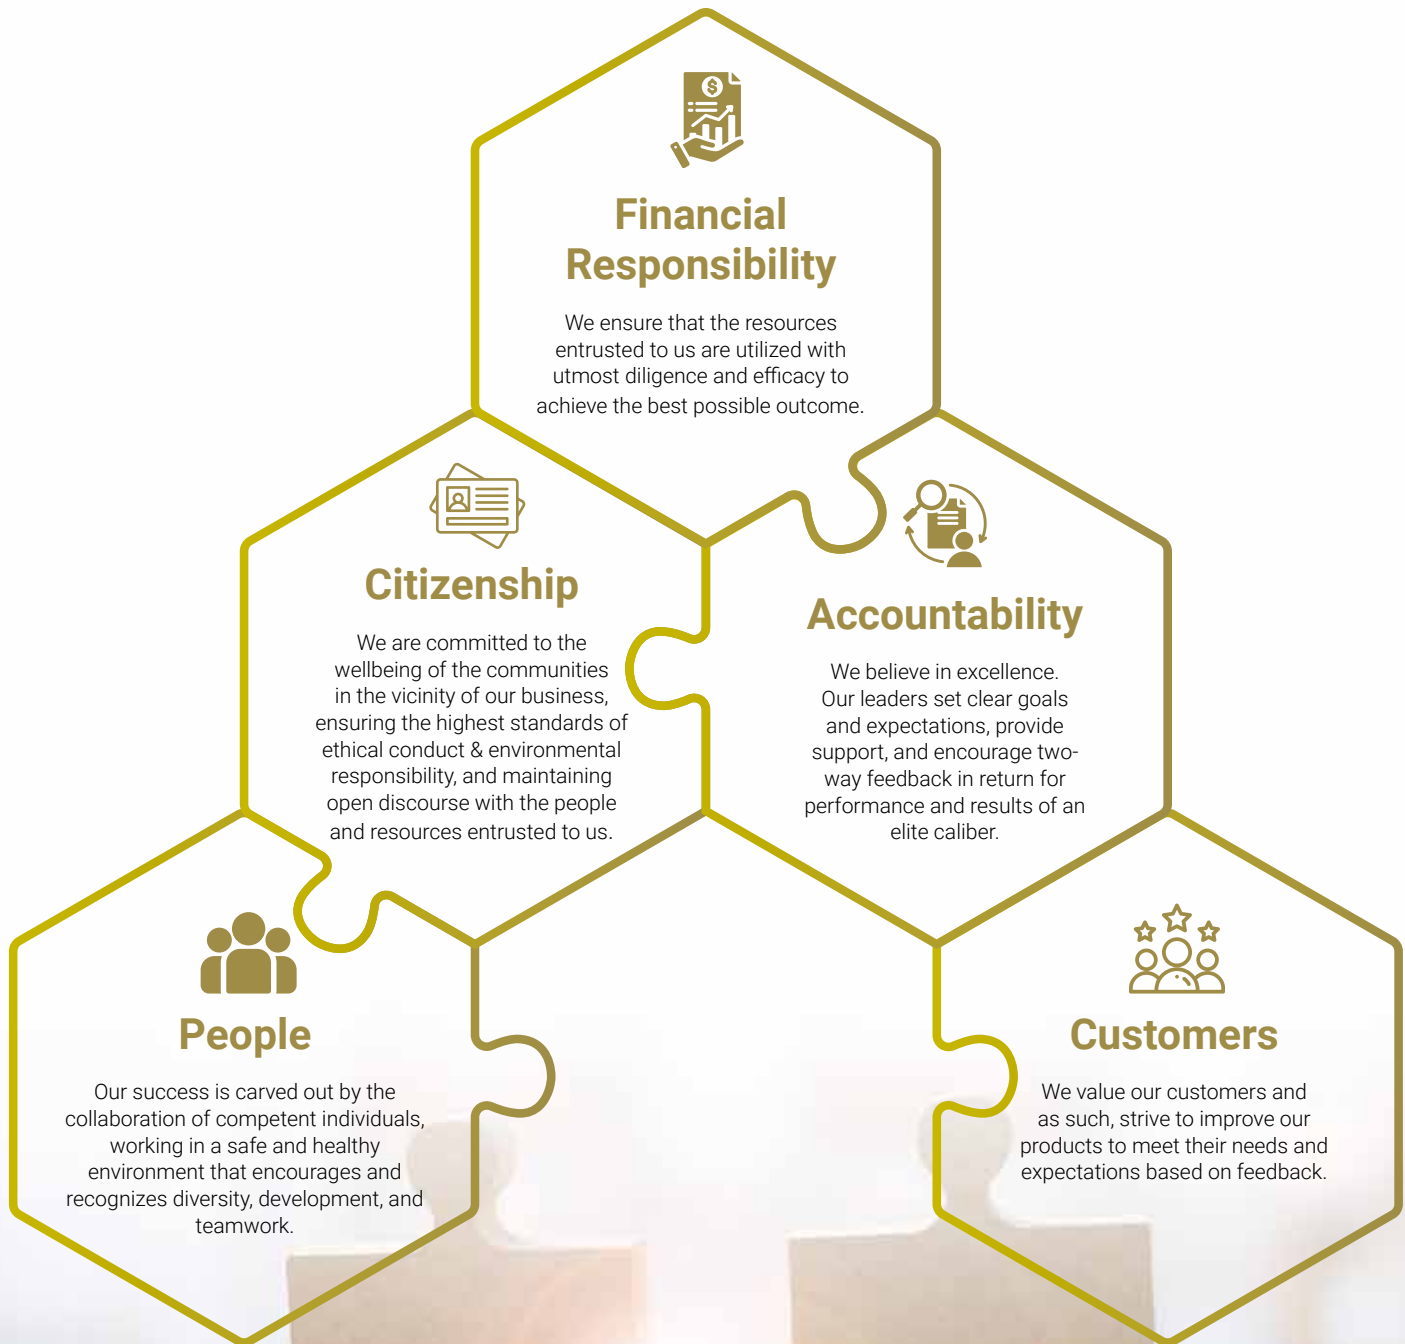 Financial
Responsibility
We ensure that the resources
entrusted to us are utilized with
utmost diligence and efficacy to
achieve the best possible outcome.
Citizenship
We are committed to the
wellbeing of the communities
in the vicinity of our business,
ensuring the highest standards of
ethical conduct & environmental
responsibility, and maintaining
open discourse with the people
and resources entrusted to us.
Accountability
We believe in excellence.
Our leaders set clear goals
and expectations, provide
support, and encourage two-
way feedback in return for
performance and results of an
elite caliber.
People
Our success is carved out by the
collaboration of competent individuals,
working in a safe and healthy
environment that encourages and
recognizes diversity, development, and
teamwork.
Customers
We value our customers and
as such, strive to improve our
products to meet their needs and
expectations based on feedback.